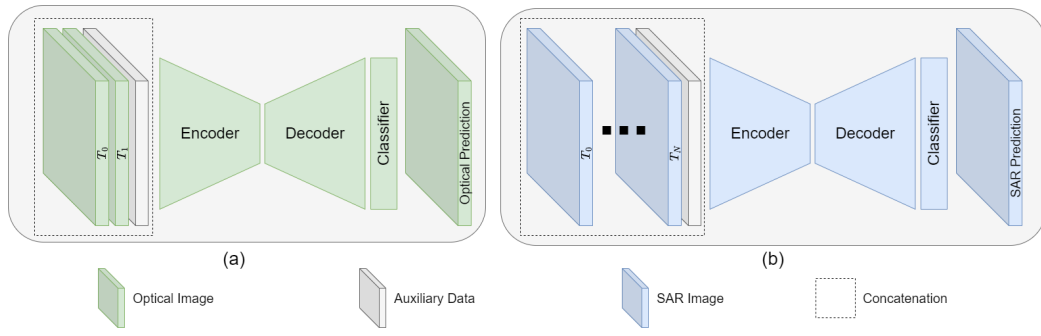 T₀
T₁
Encoder
Decoder
Classifier
Optical Prediction
T₀
T_N
Encoder
Decoder
Classifier
SAR Prediction
(a)
(b)
Optical Image
Auxiliary Data
SAR Image
Concatenation